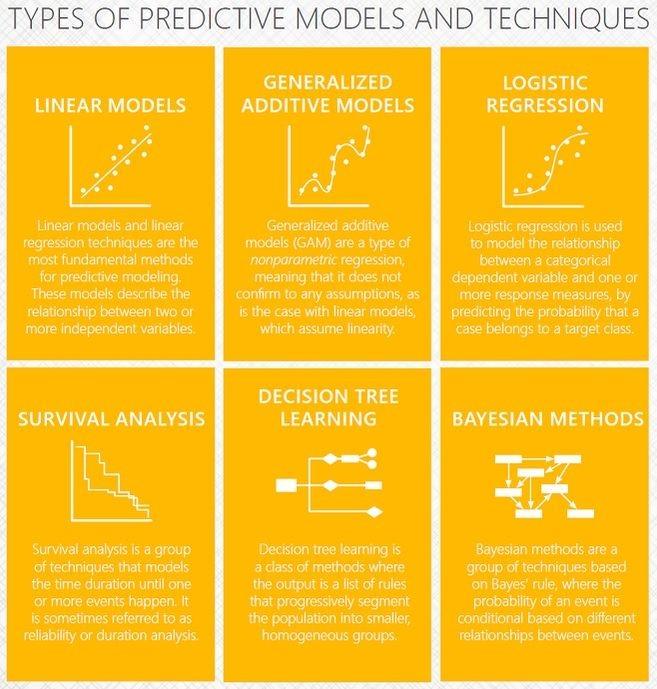 TYPES OF PREDICTIVE MODELS AND TECHNIQUES
LINEAR MODELS
Linear models and linear
regression techniques are the
most fundamental methods
for predictive modeling.
These models describe the
relationship between two or
more independent variables.
GENERALIZED
ADDITIVE MODELS
Generalized additive
models (GAM) are a type of
nonparametric regression,
meaning that it does not
confirm to any assumptions, as
is the case with linear models,
which assume linearity.
LOGISTIC
REGRESSION
Logistic regression is used
to model the relationship
between a categorical
dependent variable and one or
more response measures, by
predicting the probability that a
case belongs to a target class.
SURVIVAL ANALYSIS
Survival analysis is a group
of techniques that models
the time duration until one
or more events happen. It
is sometimes referred to as
reliability or duration analysis.
DECISION TREE
LEARNING
Decision tree learning is
a class of methods where
the output is a list of rules
that progressively segment
the population into smaller,
homogeneous groups.
BAYESIAN METHODS
Bayesian methods are a
group of techniques based
on Bayes' rule, where the
probability of an event is
conditional based on different
relationships between events.